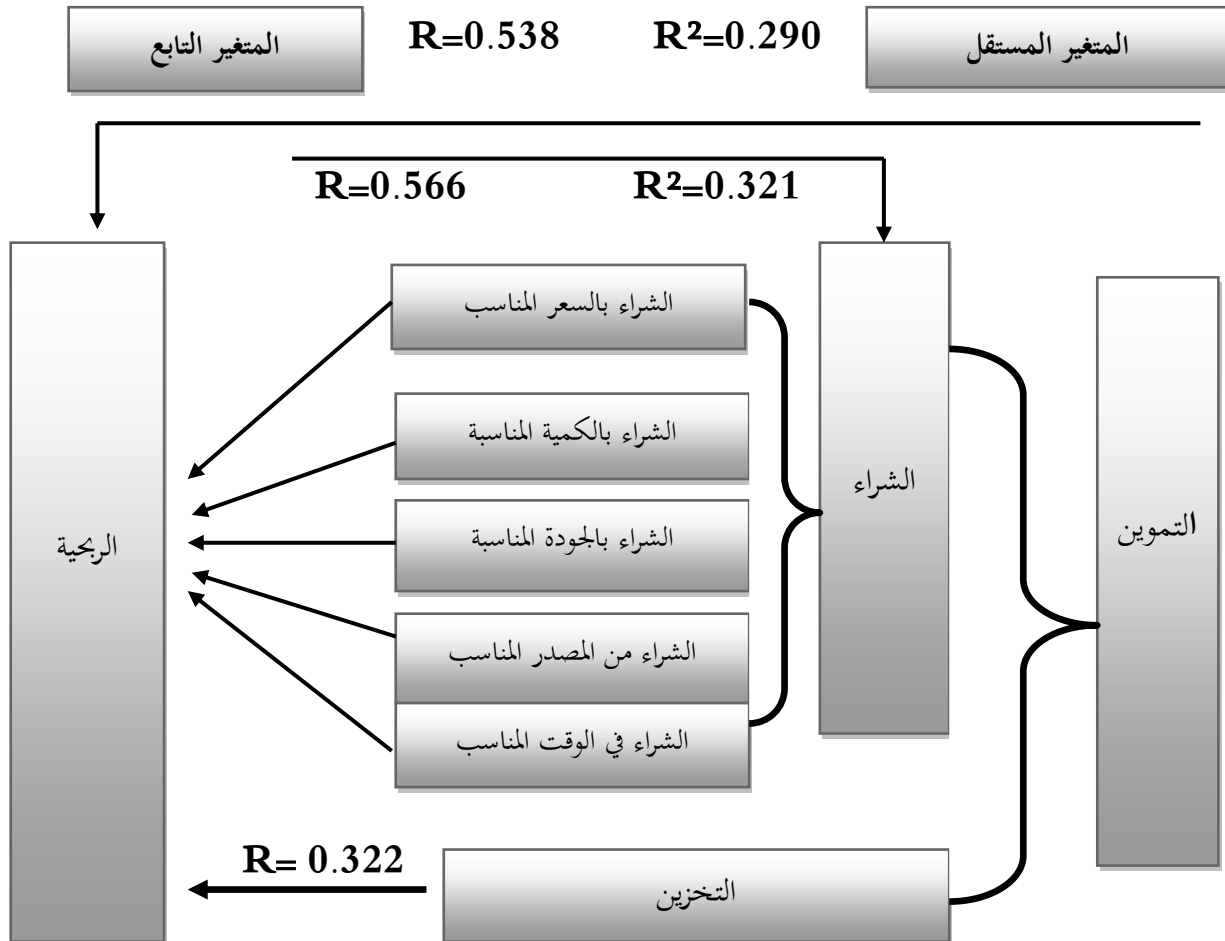 المتغير المستقل
R²=0.290
R=0.538
المتغير التابع
R²=0.321
R=0.566
التموين
الشراء
الشراء بالسعر المناسب
الشراء بالكمية المناسبة
الشراء بالجودة المناسبة
الشراء من المصدر المناسب
الشراء في الوقت المناسب
الربحية
R= 0.322
التخزين